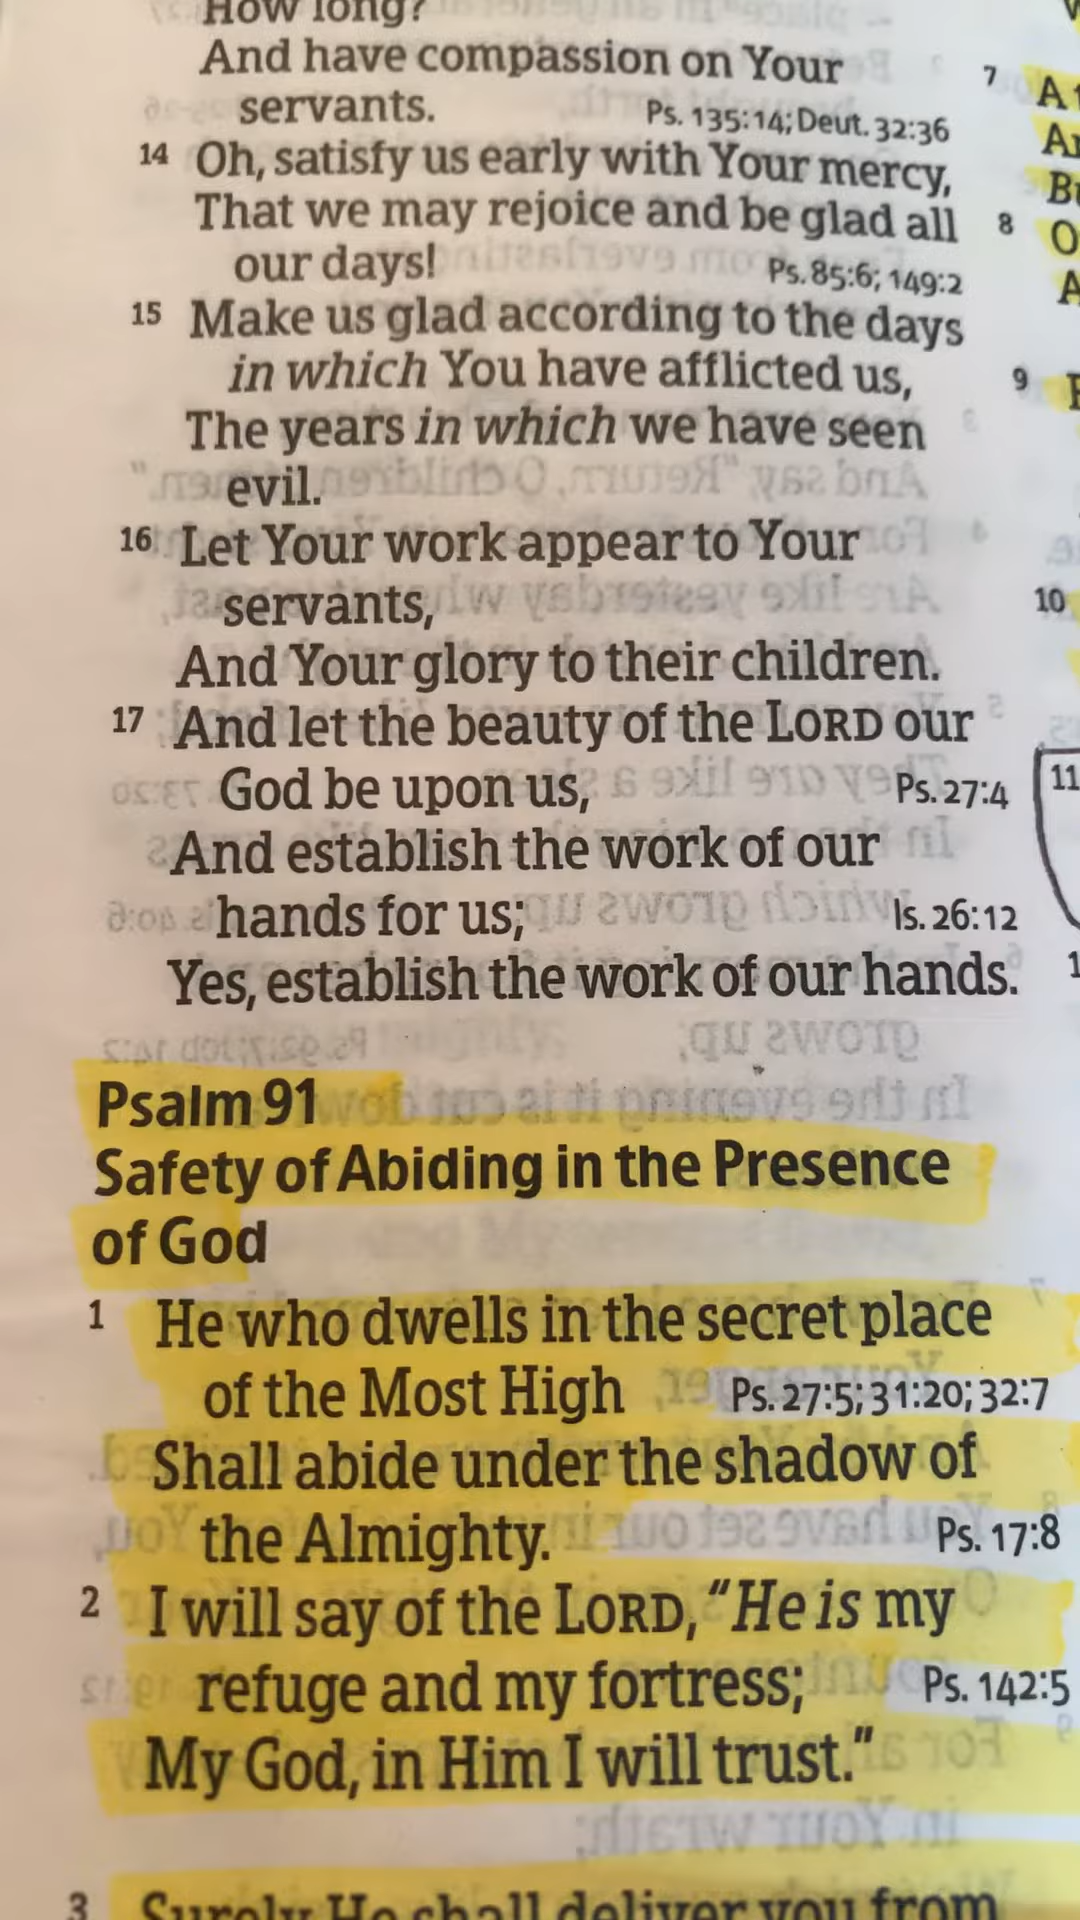 How long?
And have compassion on Your
servants. Ps. 135:14; Deut. 32:36
14 Oh, satisfy us early with Your mercy,
That we may rejoice and be glad all
our days! Ps. 85:6; 149:2
15 Make us glad according to the days
in which You have afflicted us,
The years in which we have seen
evil.
16 Let Your work appear to Your
servants,
And Your glory to their children.
17 And let the beauty of the LORD our
God be upon us, Ps. 27:4
And establish the work of our
hands for us; Is. 26:12
Yes, establish the work of our hands.
Psalm 91
Safety of Abiding in the Presence
of God
1 He who dwells in the secret place
of the Most High Ps. 27:5; 31:20; 32:7
Shall abide under the shadow of
the Almighty. Ps. 17:8
2 I will say of the LORD, “He is my
refuge and my fortress; Ps. 142:5
My God, in Him I will trust.”
3 Surely He shall deliver you from
7
8
9
10
11